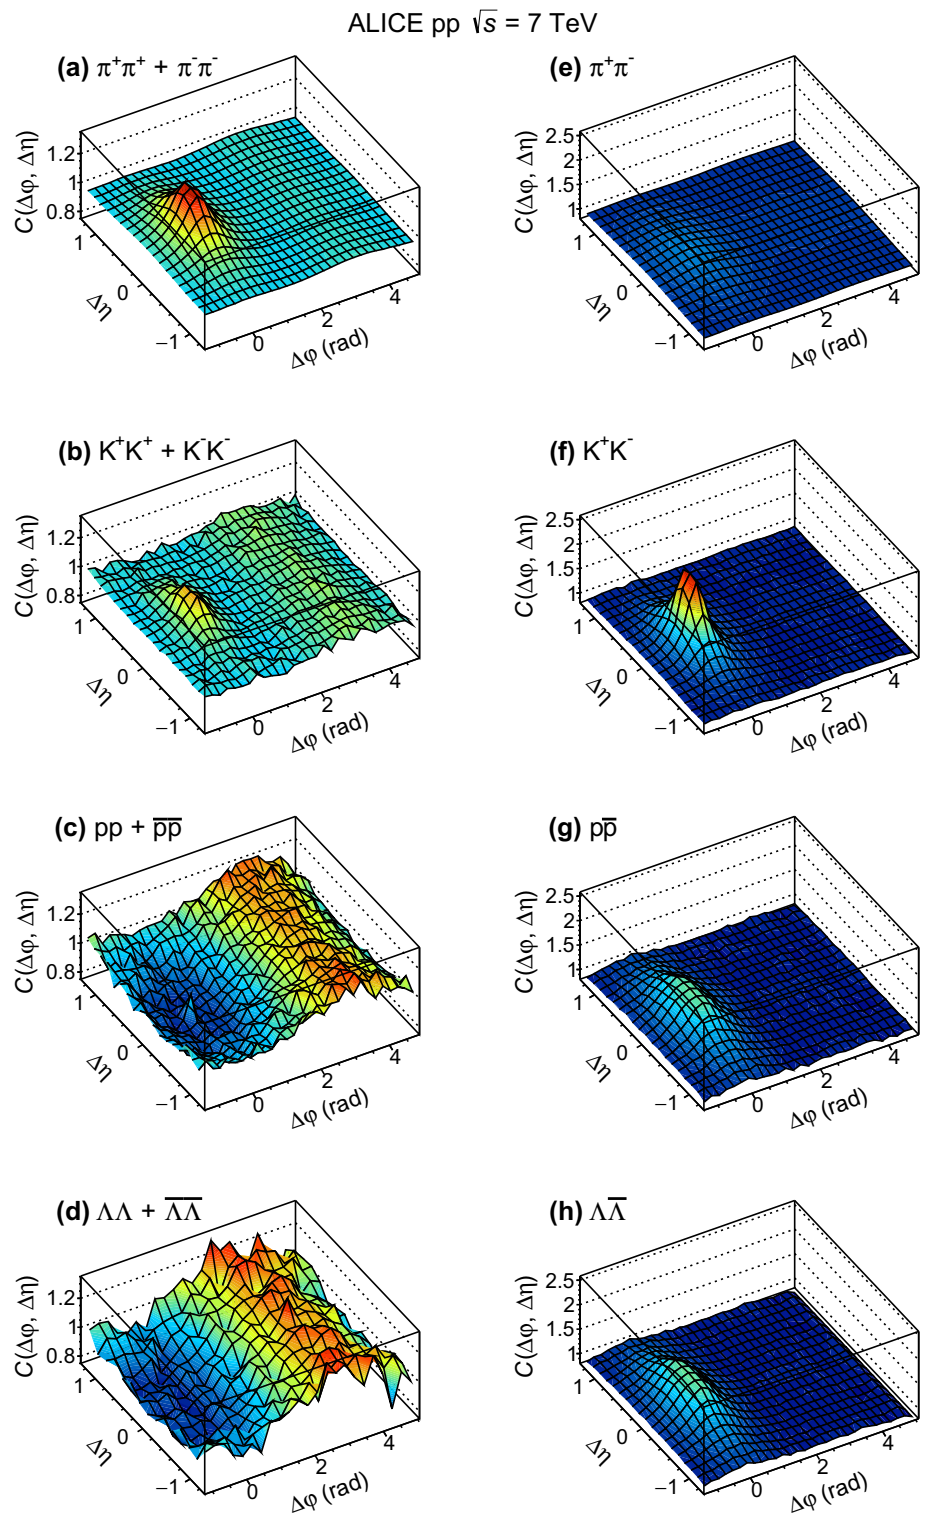 ALICE pp √s = 7 TeV
(a) π⁺π⁺ + π⁻π⁻
C(Δφ, Δη)
1.2
1
0.8
1
0
−1
Δη
0
2
4
Δφ (rad)
(e) π⁺π⁻
C(Δφ, Δη)
2.5
2
1.5
1
1
0
−1
Δη
0
2
4
Δφ (rad)
(b) K⁺K⁺ + K⁻K⁻
C(Δφ, Δη)
1.2
1
0.8
1
0
−1
Δη
0
2
4
Δφ (rad)
(f) K⁺K⁻
C(Δφ, Δη)
2.5
2
1.5
1
1
0
−1
Δη
0
2
4
Δφ (rad)
(c) pp + p̅p̅
C(Δφ, Δη)
1.2
1
0.8
1
0
−1
Δη
0
2
4
Δφ (rad)
(g) pp̅
C(Δφ, Δη)
2.5
2
1.5
1
1
0
−1
Δη
0
2
4
Δφ (rad)
(d) ΛΛ + Λ̅Λ̅
C(Δφ, Δη)
1.2
1
0.8
1
0
−1
Δη
0
2
4
Δφ (rad)
(h) ΛΛ̅
C(Δφ, Δη)
2.5
2
1.5
1
1
0
−1
Δη
0
2
4
Δφ (rad)